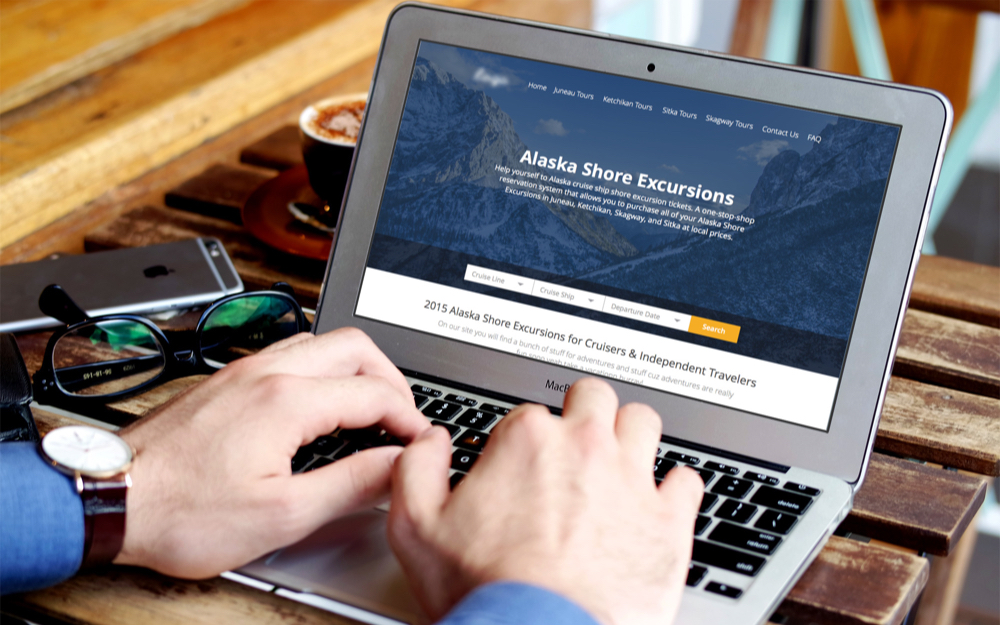 Home Juneau Tours Ketchikan Tours Sitka Tours Skagway Tours Contact Us FAQ
Alaska Shore Excursions
Help yourself to Alaska cruise ship shore excursion tickets. A one-stop-shop
reservation system that allows you to purchase all of your Alaska Shore
Excursions in Juneau, Ketchikan, Skagway, and Sitka at local prices.
Cruise Line Cruise Ship Departure Date Search
2015 Alaska Shore Excursions for Cruisers & Independent Travelers
On our site you will find a bunch of stuff for adventures and stuff cuz adventures are really
MacB
delete
return
shift